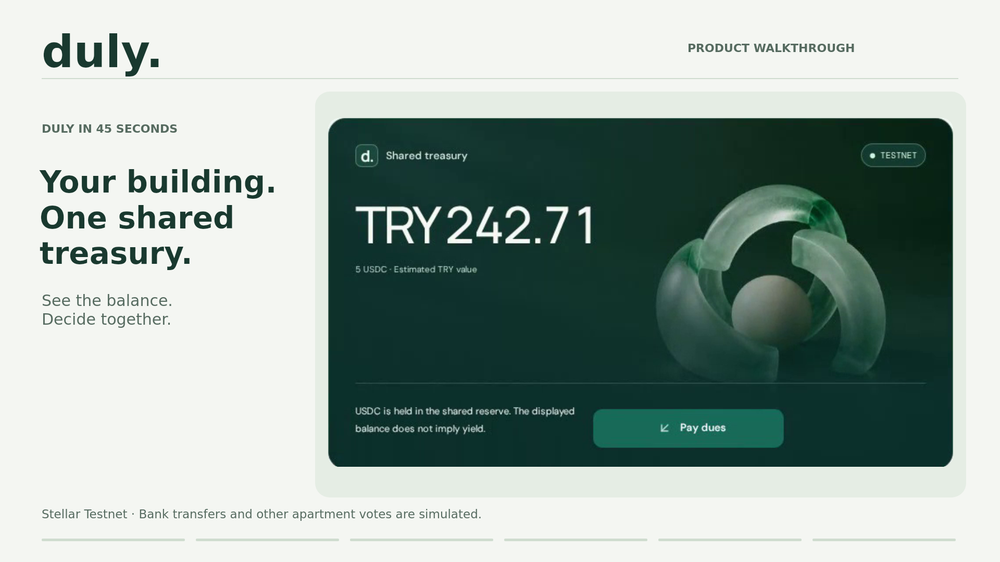 duly.
PRODUCT WALKTHROUGH
DULY IN 45 SECONDS
Your building.
One shared
treasury.
See the balance.
Decide together.
d. Shared treasury
TESTNET
TRY 242.71
5 USDC · Estimated TRY value
USDC is held in the shared reserve. The displayed
balance does not imply yield.
Pay dues
Stellar Testnet · Bank transfers and other apartment votes are simulated.